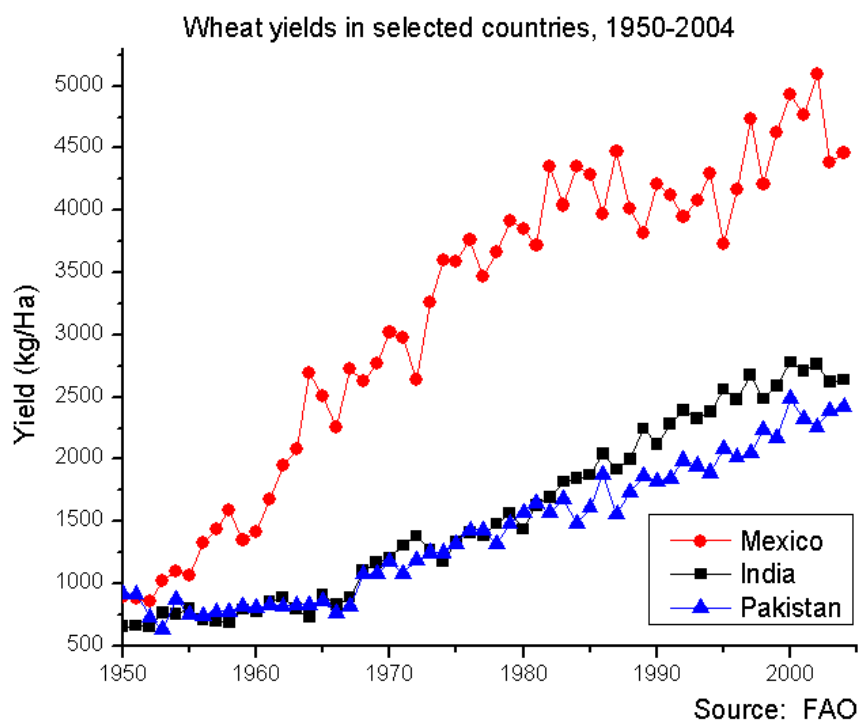 Wheat yields in selected countries, 1950-2004
Yield (kg/Ha)
5000
4500
4000
3500
3000
2500
2000
1500
1000
500
1950 1960 1970 1980 1990 2000
Mexico
India
Pakistan
Source: FAO